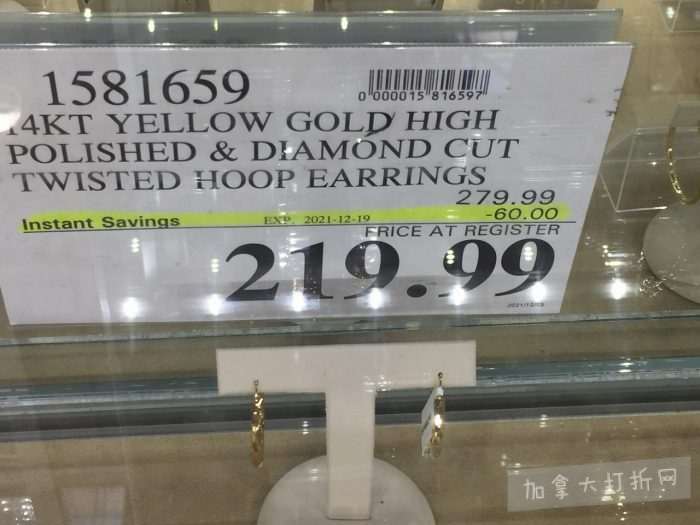 1581659
0 000015 816597
14KT YELLOW GOLD HIGH
POLISHED & DIAMOND CUT
TWISTED HOOP EARRINGS
279.99
Instant Savings EXP. 2021-12-19 -60.00
PRICE AT REGISTER
219.99
加拿大打折网